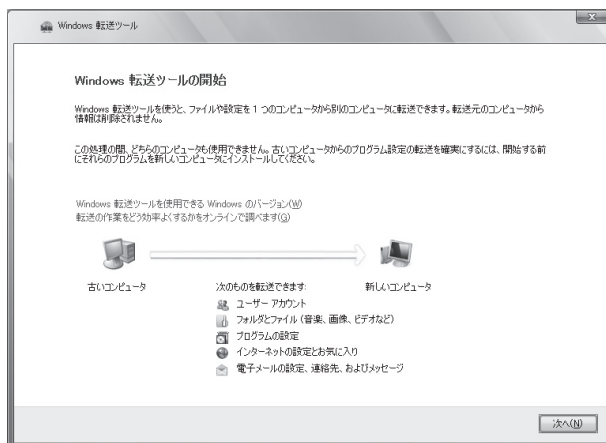 Windows 転送ツール
Windows 転送ツールの開始
Windows 転送ツールを使うと、ファイルや設定を 1 つのコンピュータから別のコンピュータに転送できます。転送元のコンピュータから
情報は削除されません。
この処理の間、どちらのコンピュータも使用できません。古いコンピュータからのプログラム設定の転送を確実にするには、開始する前
にそれらのプログラムを新しいコンピュータにインストールしてください。
Windows 転送ツールを使用できる Windows のバージョン(W)
転送の作業をどう効率よくするかをオンラインで調べます(G)
古いコンピュータ
次のものを転送できます:
新しいコンピュータ
ユーザー アカウント
フォルダとファイル (音楽、画像、ビデオなど)
プログラムの設定
インターネットの設定とお気に入り
電子メールの設定、連絡先、およびメッセージ
次へ(N)